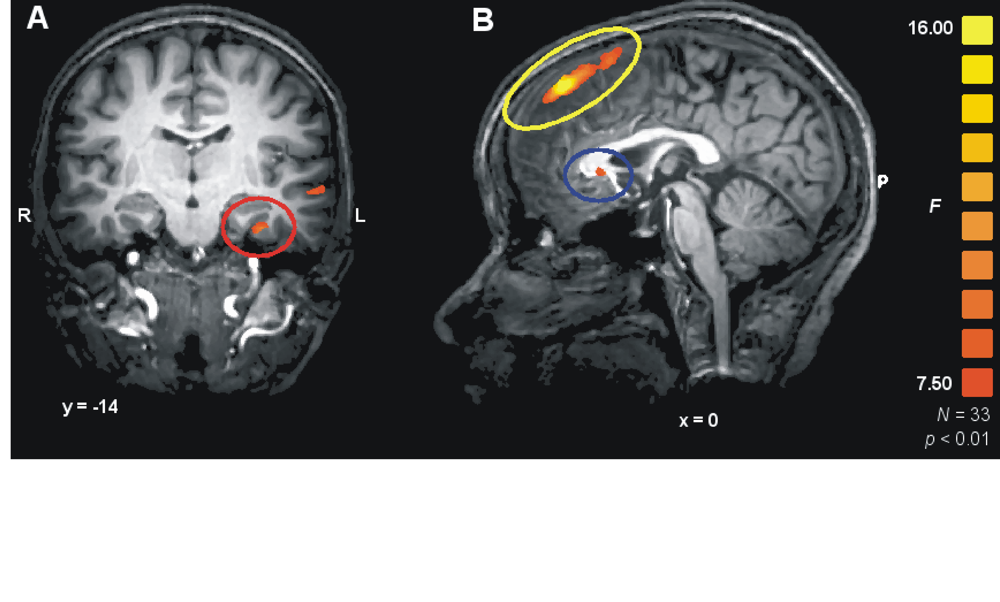 A
B
16.00
P
F
R
L
7.50
y = -14
x = 0
N = 33
p < 0.01